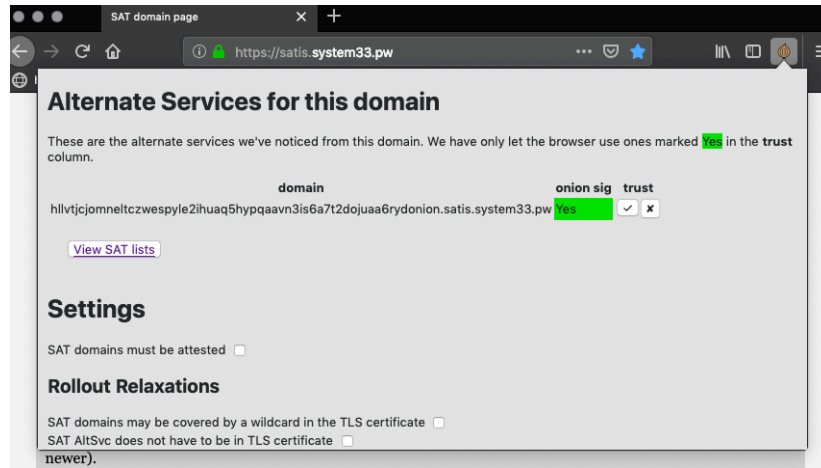 SAT domain page
https://satis.system33.pw
Alternate Services for this domain
These are the alternate services we've noticed from this domain. We have only let the browser use ones marked Yes in the trust
column.
domain onion sig trust
hllvtjcjomneltczwespyle2ihuaq5hypqaavn3is6a7t2dojuaa6rydonion.satis.system33.pw Yes
View SAT lists
Settings
SAT domains must be attested
Rollout Relaxations
SAT domains may be covered by a wildcard in the TLS certificate
SAT AltSvc does not have to be in TLS certificate
newer).